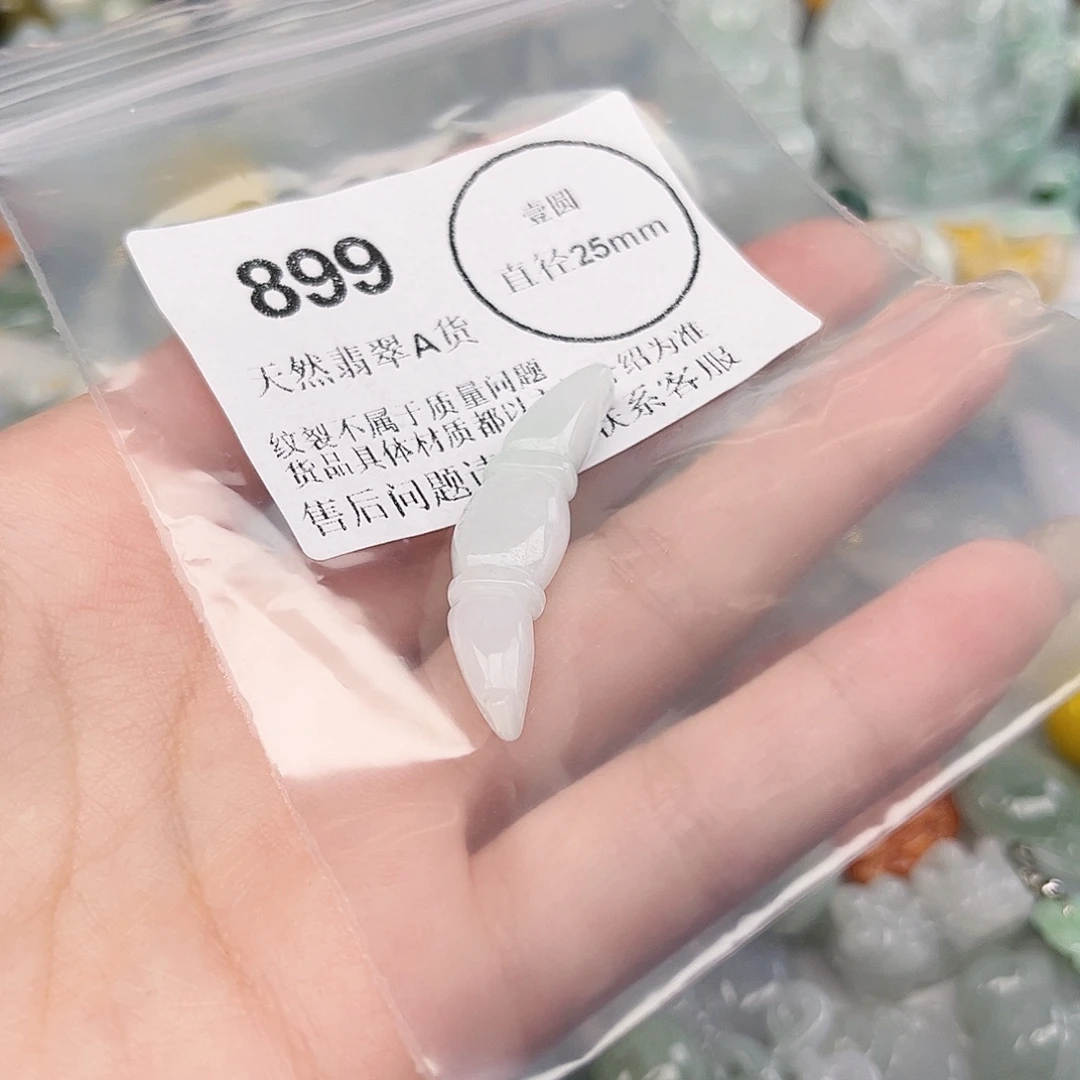 899
壹圆
直径25mm
天然翡翠A货
纹裂不属于质量问题
货品具体材质都以 绍为准
售后问题请 系客服